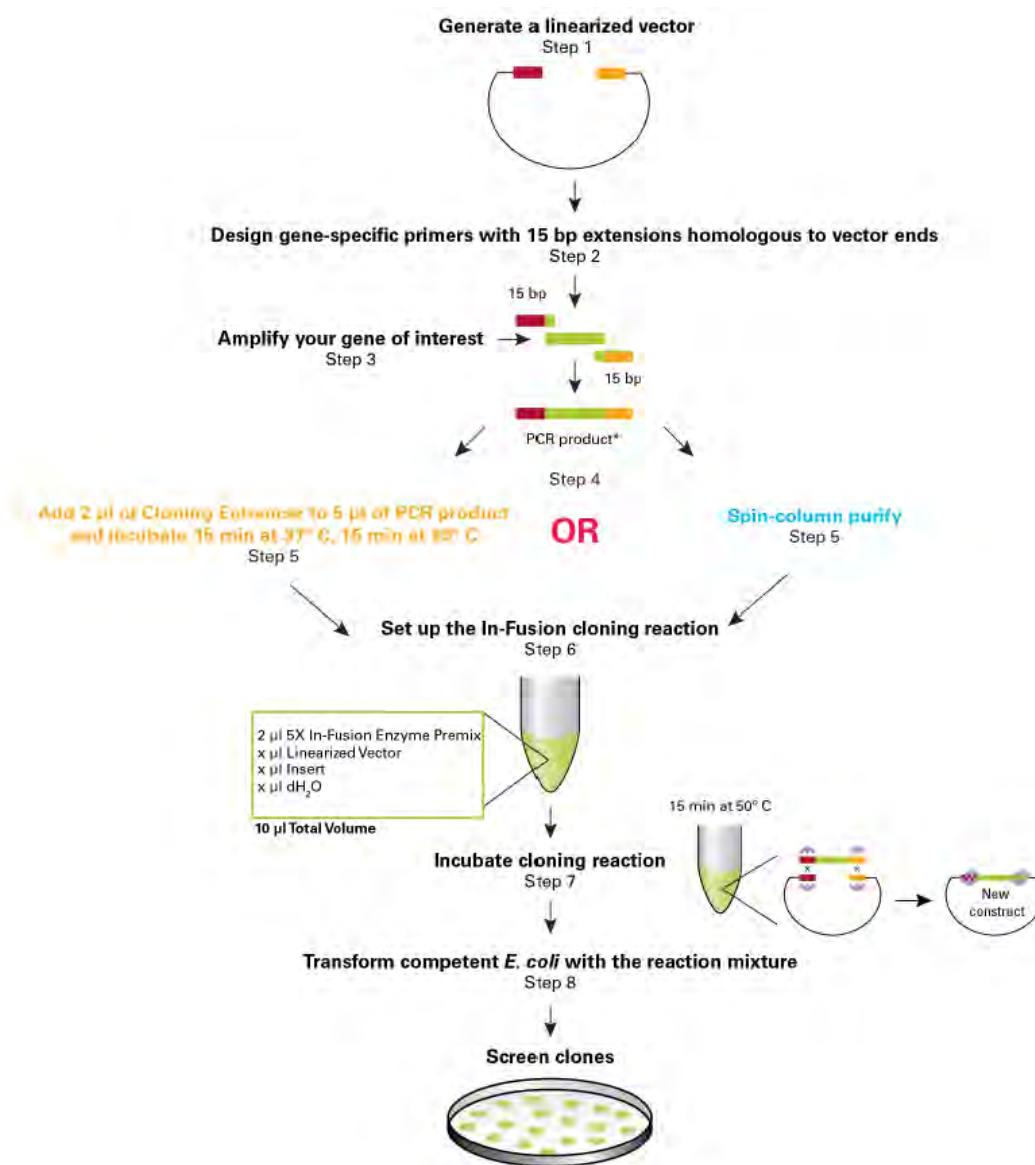 Generate a linearized vector
Step 1
Design gene-specific primers with 15 bp extensions homologous to vector ends
Step 2
15 bp
Amplify your gene of interest
Step 3
15 bp
PCR product*
Step 4
Add 2 µl of Cloning Enhancer to 5 µl of PCR product
and incubate 15 min at 37° C, 15 min at 80° C
Step 5
OR
Spin-column purify
Step 5
Set up the In-Fusion cloning reaction
Step 6
2 µl 5X In-Fusion Enzyme Premix
x µl Linearized Vector
x µl Insert
x µl dH₂O
10 µl Total Volume
15 min at 50° C
Incubate cloning reaction
Step 7
x
x
New
construct
Transform competent E. coli with the reaction mixture
Step 8
Screen clones